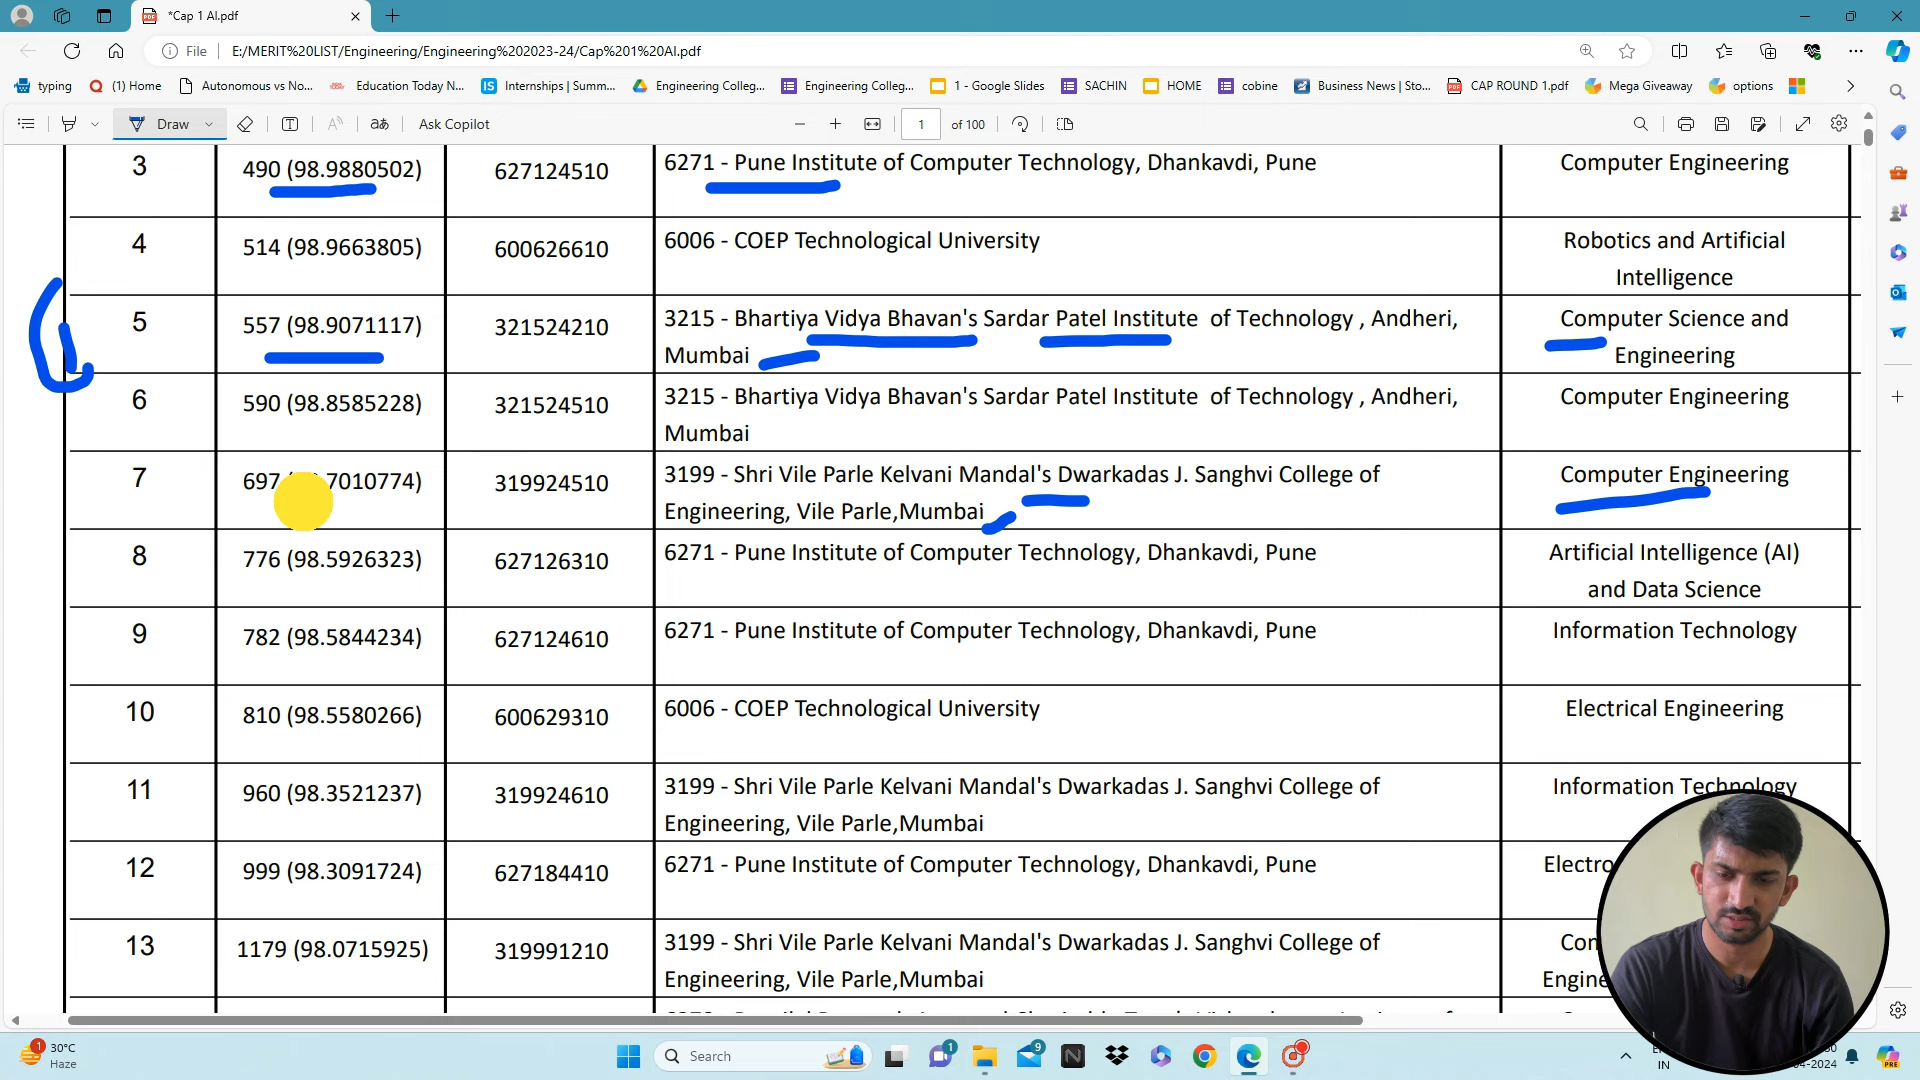 *Cap 1 AI.pdf
File
E:/MERIT%20LIST/Engineering/Engineering%202023-24/Cap%201%20AI.pdf
typing
(1) Home
Autonomous vs No...
Education Today N...
Internships | Summ...
Engineering Colleg...
Engineering Colleg...
1 - Google Slides
SACHIN
HOME
cobine
Business News | Sto...
CAP ROUND 1.pdf
Mega Giveaway
options
Draw
Ask Copilot
1 of 100
3 490 (98.9880502) 627124510 6271 - Pune Institute of Computer Technology, Dhankavdi, Pune Computer Engineering
4 514 (98.9663805) 600626610 6006 - COEP Technological University Robotics and Artificial
Intelligence
5 557 (98.9071117) 321524210 3215 - Bhartiya Vidya Bhavan's Sardar Patel Institute of Technology , Andheri, Computer Science and
Mumbai Engineering
6 590 (98.8585228) 321524510 3215 - Bhartiya Vidya Bhavan's Sardar Patel Institute of Technology , Andheri, Computer Engineering
Mumbai
7 697 7010774) 319924510 3199 - Shri Vile Parle Kelvani Mandal's Dwarkadas J. Sanghvi College of Computer Engineering
Engineering, Vile Parle,Mumbai
8 776 (98.5926323) 627126310 6271 - Pune Institute of Computer Technology, Dhankavdi, Pune Artificial Intelligence (AI)
and Data Science
9 782 (98.5844234) 627124610 6271 - Pune Institute of Computer Technology, Dhankavdi, Pune Information Technology
10 810 (98.5580266) 600629310 6006 - COEP Technological University Electrical Engineering
11 960 (98.3521237) 319924610 3199 - Shri Vile Parle Kelvani Mandal's Dwarkadas J. Sanghvi College of Information Technology
Engineering, Vile Parle,Mumbai
12 999 (98.3091724) 627184410 6271 - Pune Institute of Computer Technology, Dhankavdi, Pune Electro
13 1179 (98.0715925) 319991210 3199 - Shri Vile Parle Kelvani Mandal's Dwarkadas J. Sanghvi College of
Engineering, Vile Parle,Mumbai Engine
30°C
Haze
Search
IN